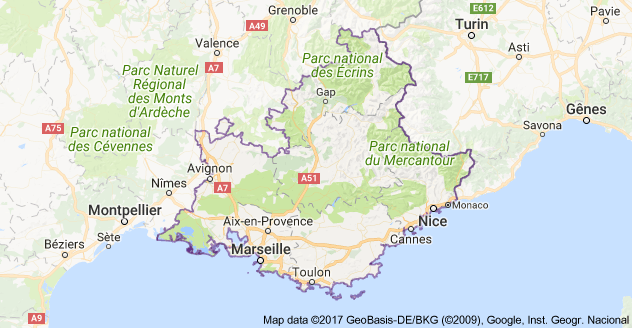 Grenoble
E612
Pavie
Turin
A49
Valence
Parc national
des Écrins
Asti
A7
Parc Naturel
Régional
des Monts
d'Ardèche
E717
Gap
Gênes
A75
Parc national
des Cévennes
Savona
Parc national
du Mercantour
Avignon
A51
Nîmes
A7
Montpellier
Monaco
Nice
Aix-en-Provence
Sète
Béziers
Cannes
Marseille
Toulon
A9
Map data ©2017 GeoBasis-DE/BKG (©2009), Google, Inst. Geogr. Nacional